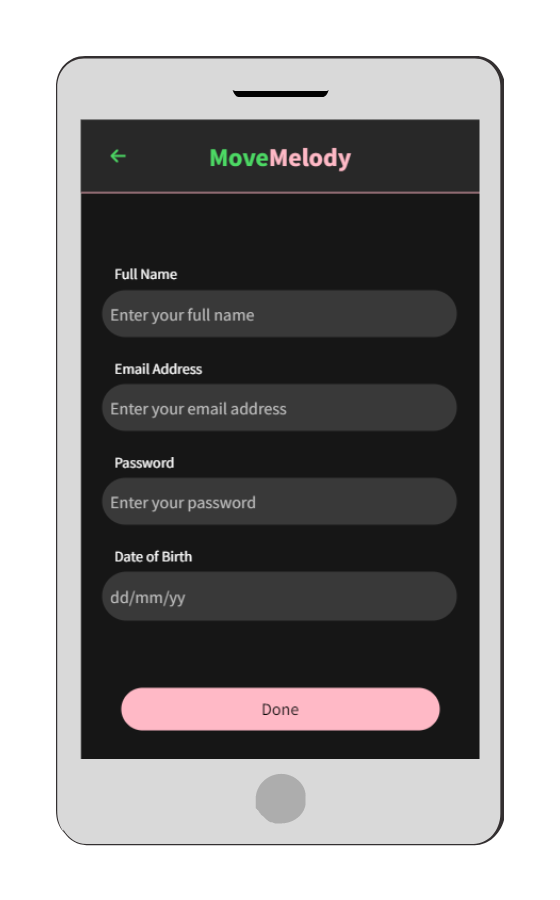 MoveMelody
Full Name
Enter your full name
Email Address
Enter your email address
Password
Enter your password
Date of Birth
dd/mm/yy
Done